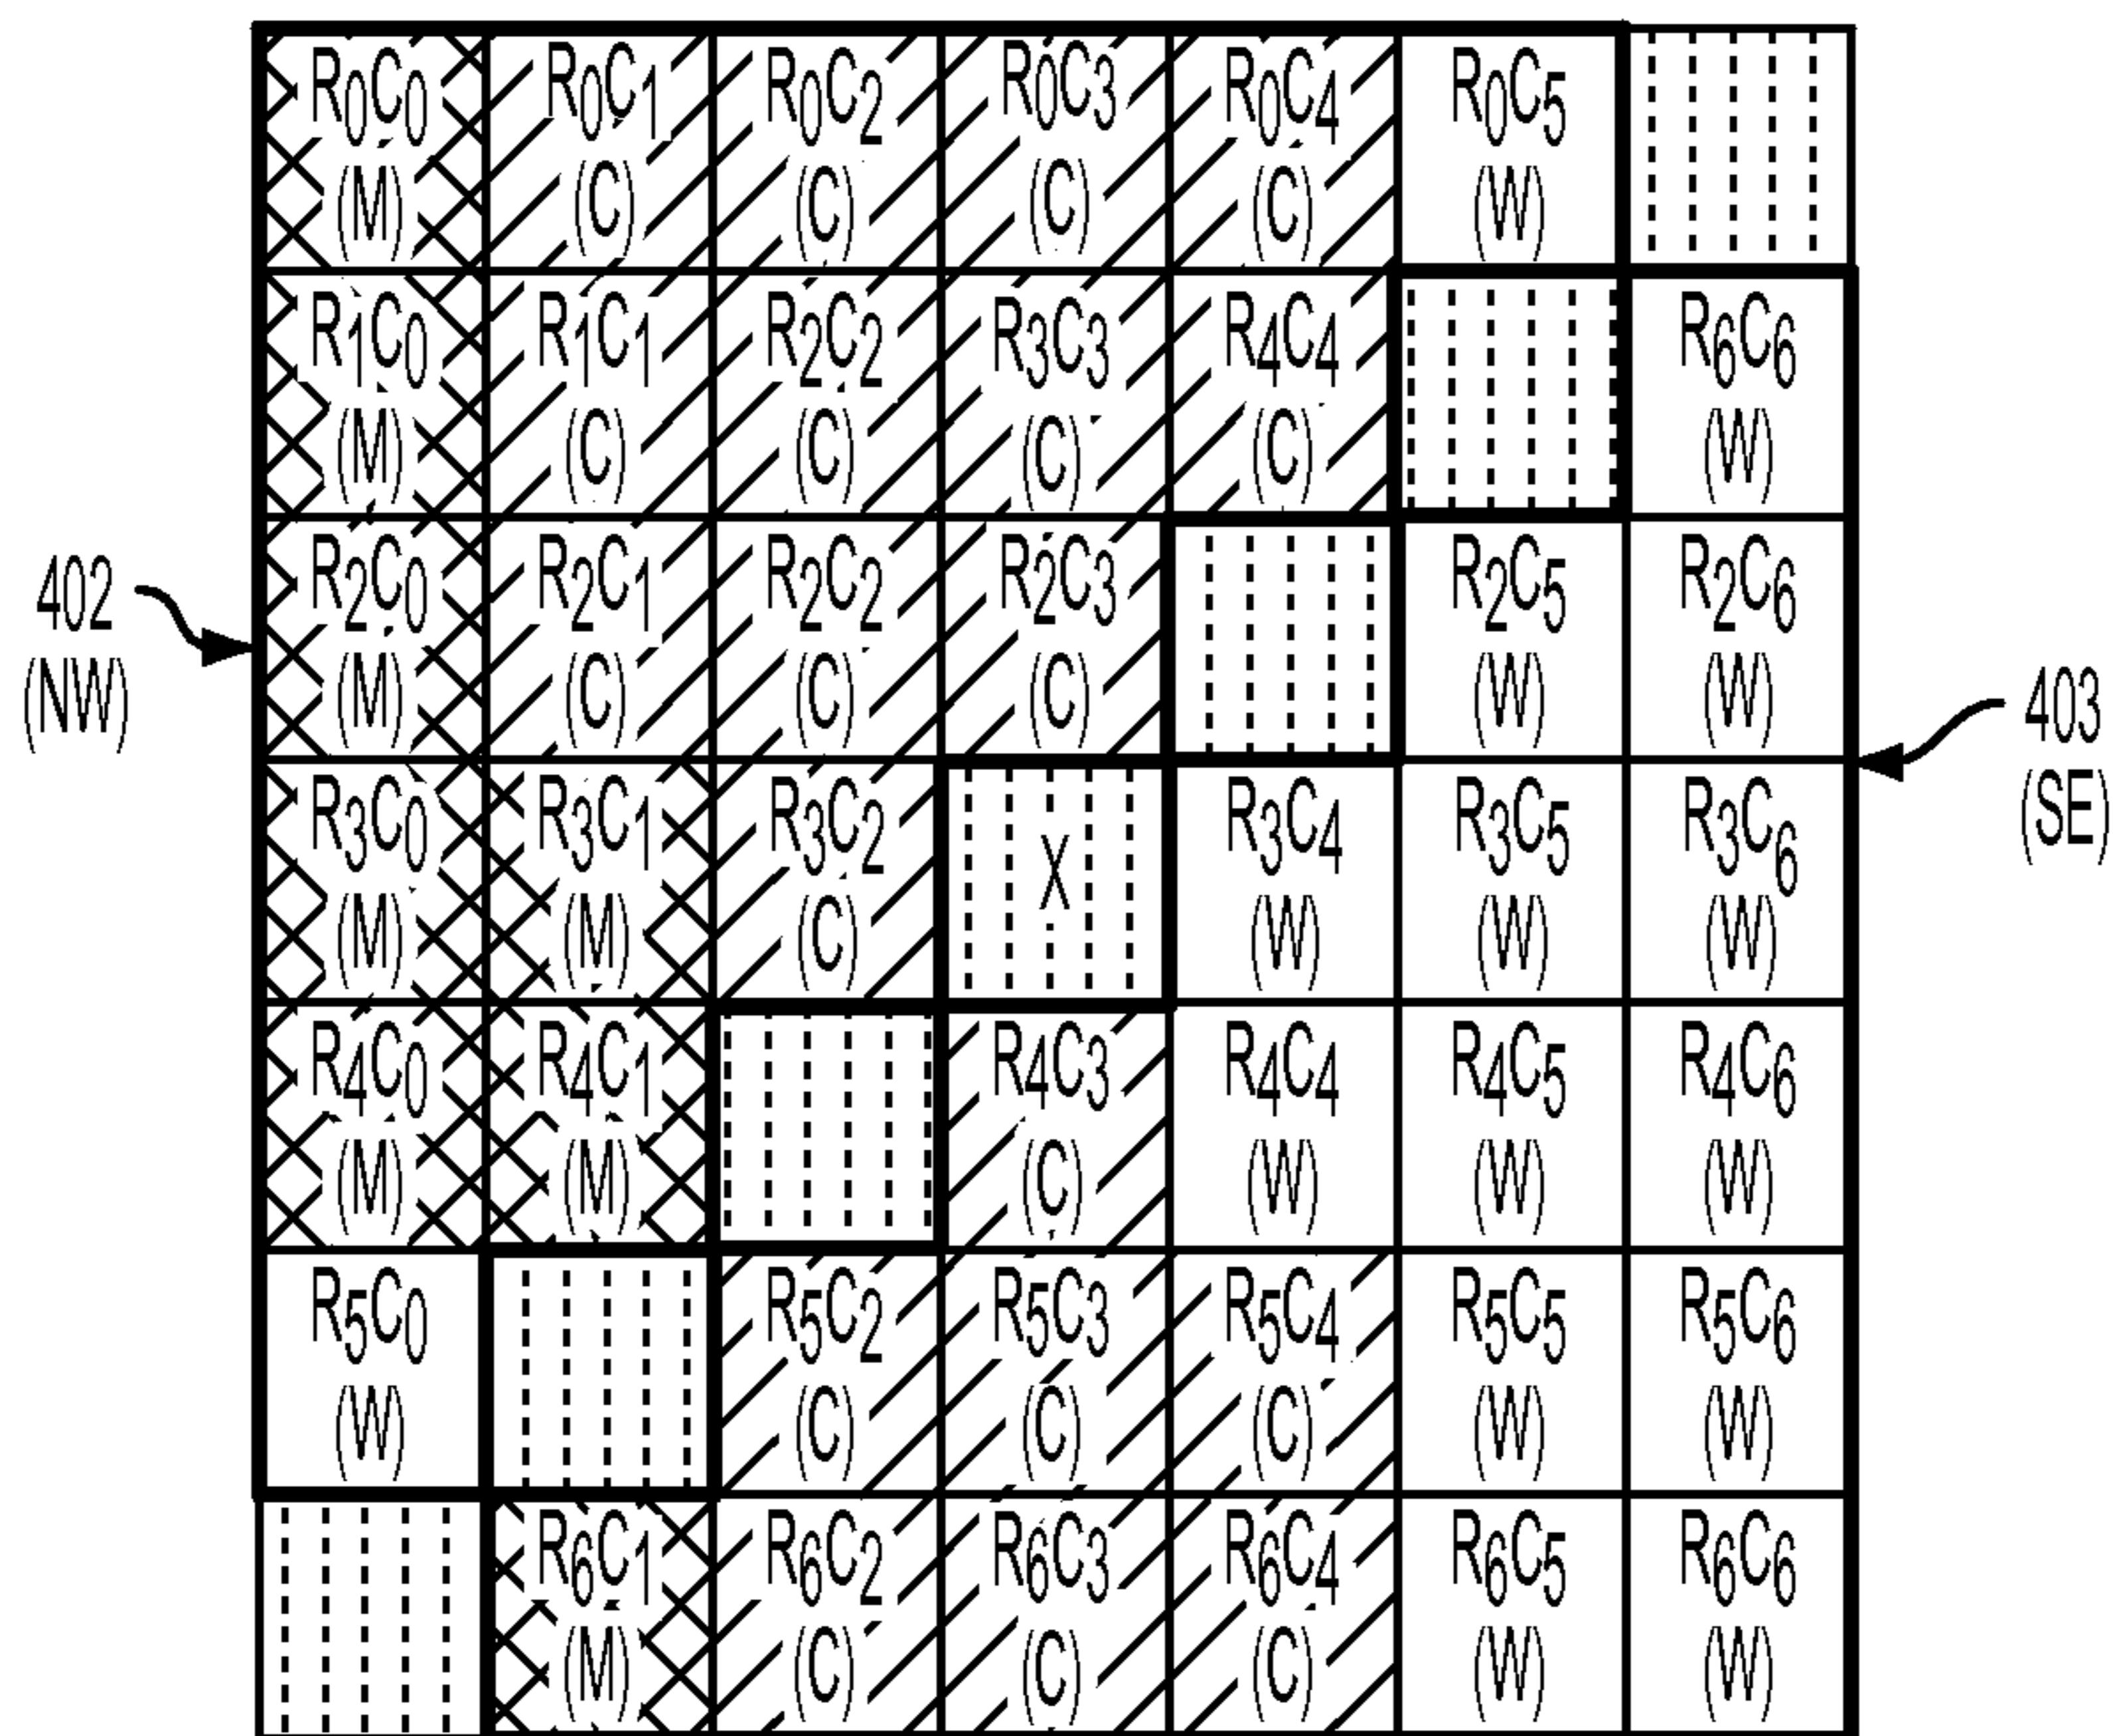 R0C0 R0C1 R0C2 R0C3 R0C4 R0C5
(M) (C) (C) (C) (C) (W)
R1C0 R1C1 R2C2 R3C3 R4C4 R6C6
(M) (C) (C) (C) (C) (W)
R2C0 R2C1 R2C2 R2C3 R2C5 R2C6
(M) (C) (C) (C) (W) (W)
402
(NW)
403
(SE)
R3C0 R3C1 R3C2 X R3C4 R3C5 R3C6
(M) (M) (C) (W) (W) (W)
R4C0 R4C1 R4C3 R4C4 R4C5 R4C6
(M) (M) (C) (W) (W) (W)
R5C0 R5C2 R5C3 R5C4 R5C5 R5C6
(W) (C) (C) (C) (W) (W)
R6C1 R6C2 R6C3 R6C4 R6C5 R6C6
(M) (C) (C) (C) (W) (W)